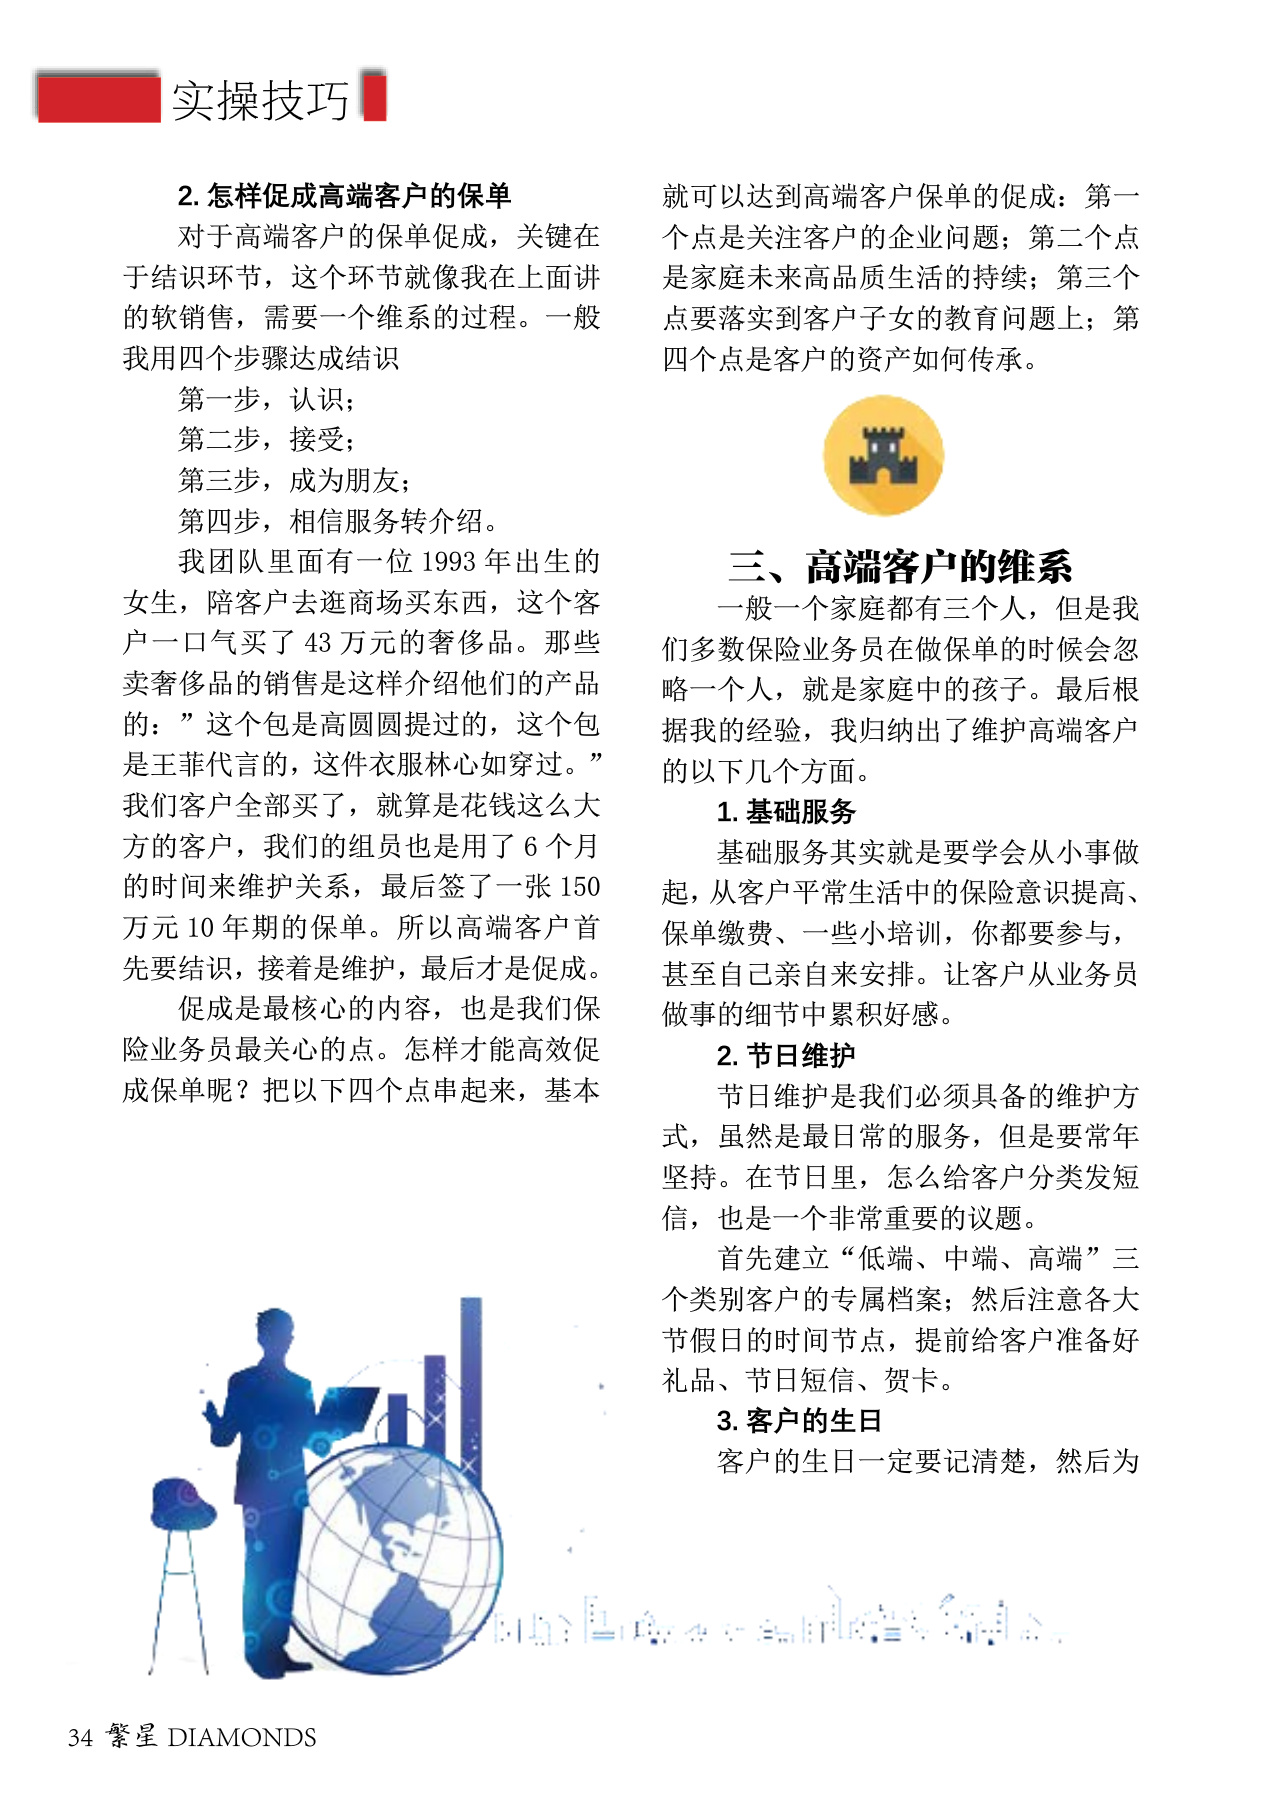 实操技巧
2. 怎样促成高端客户的保单
对于高端客户的保单促成，关键在
于结识环节，这个环节就像我在上面讲
的软销售，需要一个维系的过程。一般
我用四个步骤达成结识
第一步，认识；
第二步，接受；
第三步，成为朋友；
第四步，相信服务转介绍。
我团队里面有一位 1993 年出生的
女生，陪客户去逛商场买东西，这个客
户一口气买了 43 万元的奢侈品。那些
卖奢侈品的销售是这样介绍他们的产品
的：”这个包是高圆圆提过的，这个包
是王菲代言的，这件衣服林心如穿过。”
我们客户全部买了，就算是花钱这么大
方的客户，我们的组员也是用了 6 个月
的时间来维护关系，最后签了一张 150
万元 10 年期的保单。所以高端客户首
先要结识，接着是维护，最后才是促成。
促成是最核心的内容，也是我们保
险业务员最关心的点。怎样才能高效促
成保单呢？把以下四个点串起来，基本
就可以达到高端客户保单的促成：第一
个点是关注客户的企业问题；第二个点
是家庭未来高品质生活的持续；第三个
点要落实到客户子女的教育问题上；第
四个点是客户的资产如何传承。
三、高端客户的维系
一般一个家庭都有三个人，但是我
们多数保险业务员在做保单的时候会忽
略一个人，就是家庭中的孩子。最后根
据我的经验，我归纳出了维护高端客户
的以下几个方面。
1. 基础服务
基础服务其实就是要学会从小事做
起，从客户平常生活中的保险意识提高、
保单缴费、一些小培训，你都要参与，
甚至自己亲自来安排。让客户从业务员
做事的细节中累积好感。
2. 节日维护
节日维护是我们必须具备的维护方
式，虽然是最日常的服务，但是要常年
坚持。在节日里，怎么给客户分类发短
信，也是一个非常重要的议题。
首先建立“低端、中端、高端”三
个类别客户的专属档案；然后注意各大
节假日的时间节点，提前给客户准备好
礼品、节日短信、贺卡。
3. 客户的生日
客户的生日一定要记清楚，然后为
34 繁星 DIAMONDS